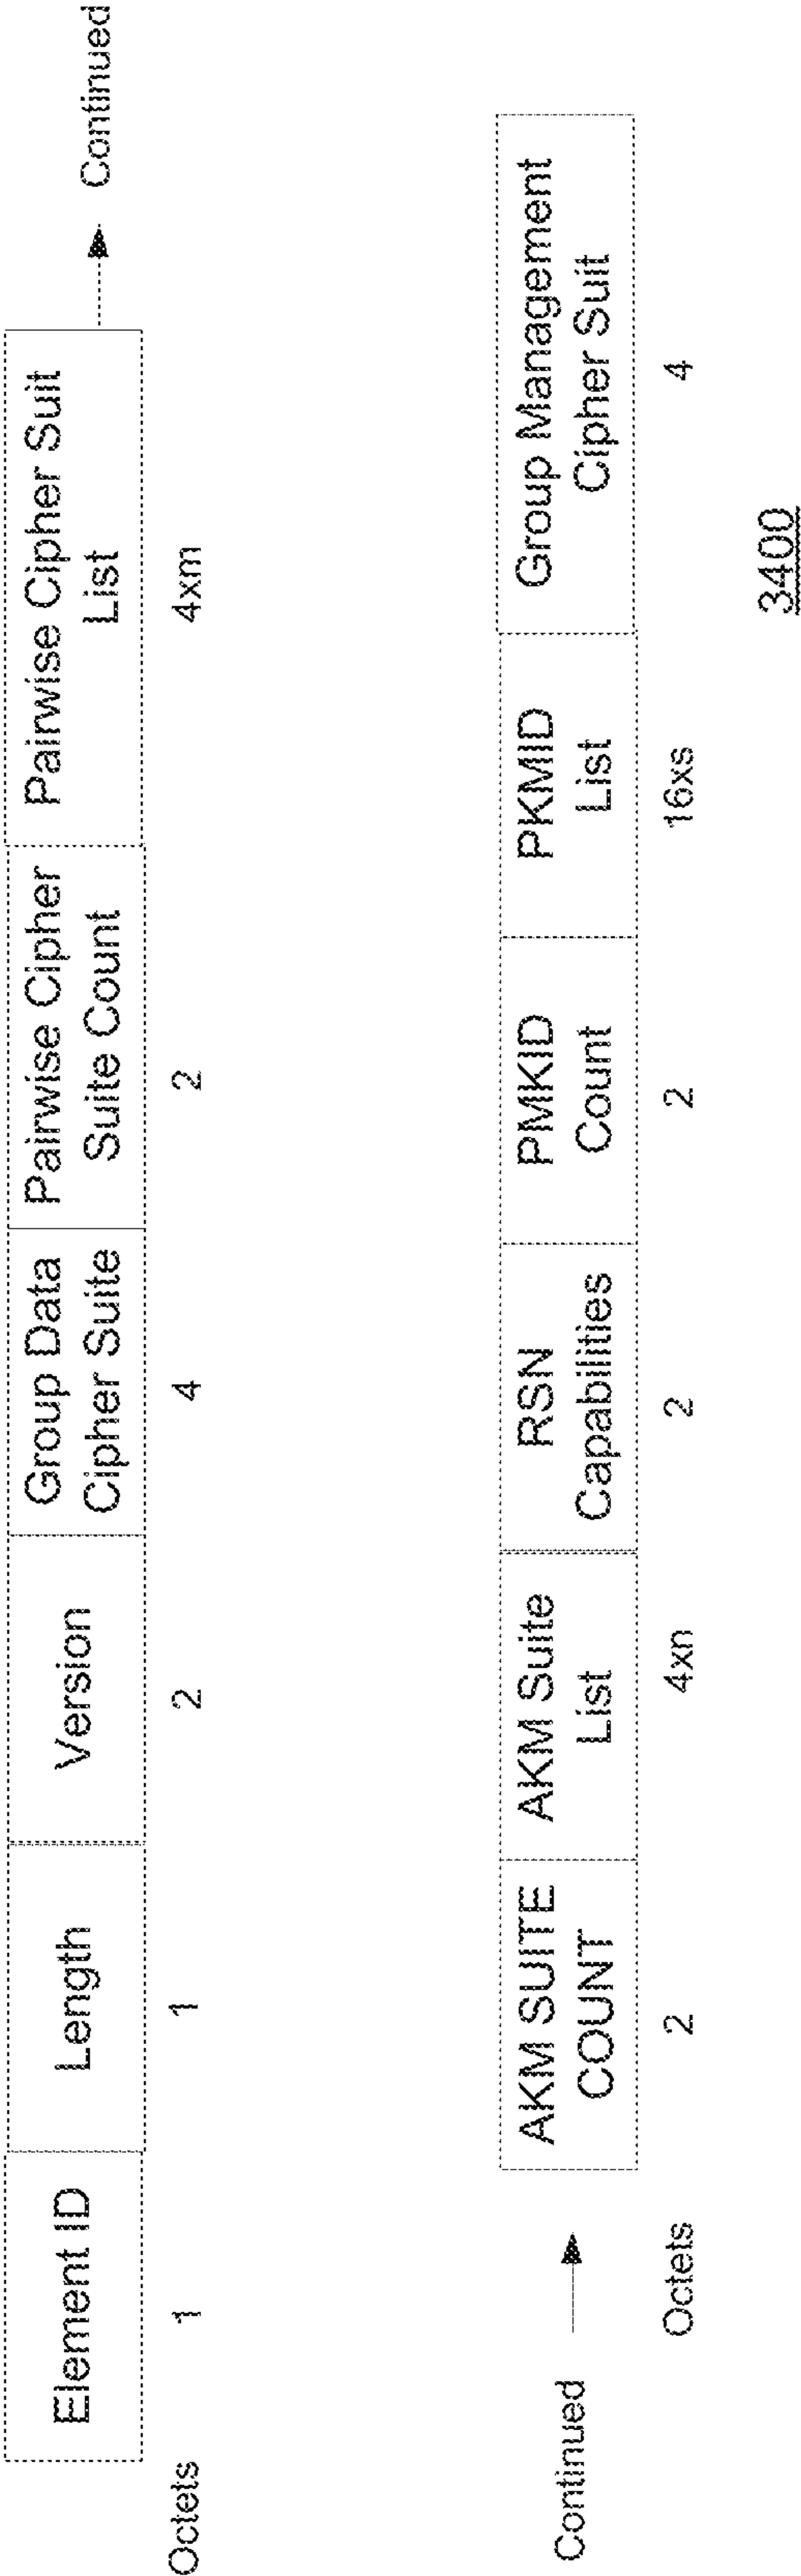 Element ID
Length
Version
Group Data
Cipher Suite
Pairwise Cipher
Suite Count
Pairwise Cipher Suit
List
Continued
Octets
1
1
2
4
2
4xm
Continued
AKM SUITE
COUNT
AKM Suite
List
RSN
Capabilities
PMKID
Count
PKMID
List
Group Management
Cipher Suit
Octets
2
4xn
2
2
16xs
4
3400